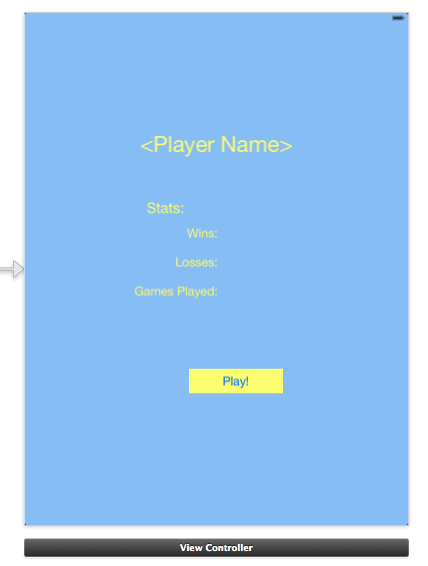 <Player Name>
Stats:
Wins:
Losses:
Games Played:
Play!
View Controller